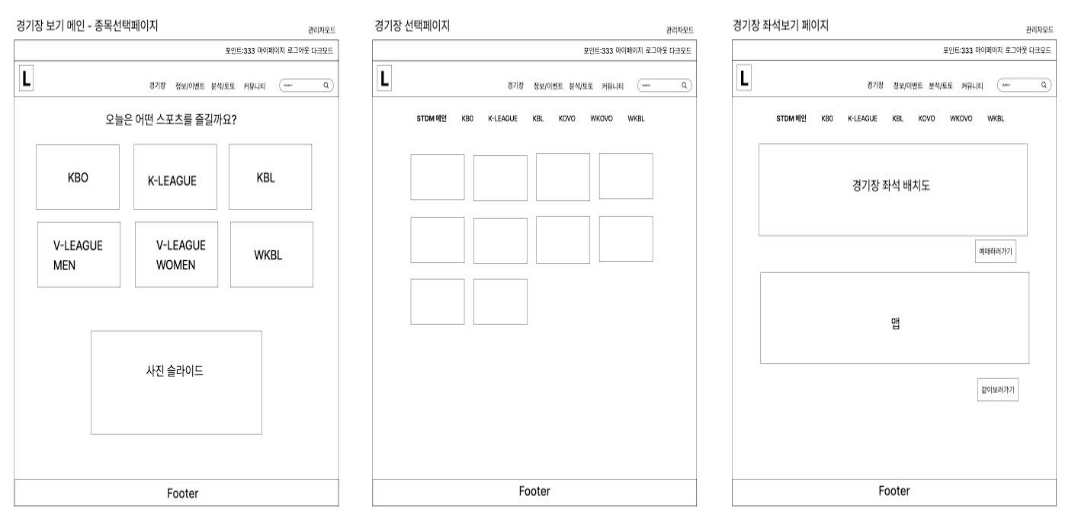 경기장 보기 메인 - 종목선택페이지
관리자모드
포인트:333 마이페이지 로그아웃 다크모드
L
경기장 정보/이벤트 분석/토토 커뮤니티
오늘은 어떤 스포츠를 즐길까요?
KBO
K-LEAGUE
KBL
V-LEAGUE
MEN
V-LEAGUE
WOMEN
WKBL
사진 슬라이드
Footer
경기장 선택페이지
관리자모드
포인트:333 마이페이지 로그아웃 다크모드
L
경기장 정보/이벤트 분석/토토 커뮤니티
STDM 메인 KBO K-LEAGUE KBL KOVO WKOVO WKBL
Footer
경기장 좌석보기 페이지
관리자모드
포인트:333 마이페이지 로그아웃 다크모드
L
경기장 정보/이벤트 분석/토토 커뮤니티
STDM 메인 KBO K-LEAGUE KBL KOVO WKOVO WKBL
경기장 좌석 배치도
예매하러가기
맵
같이보러가기
Footer